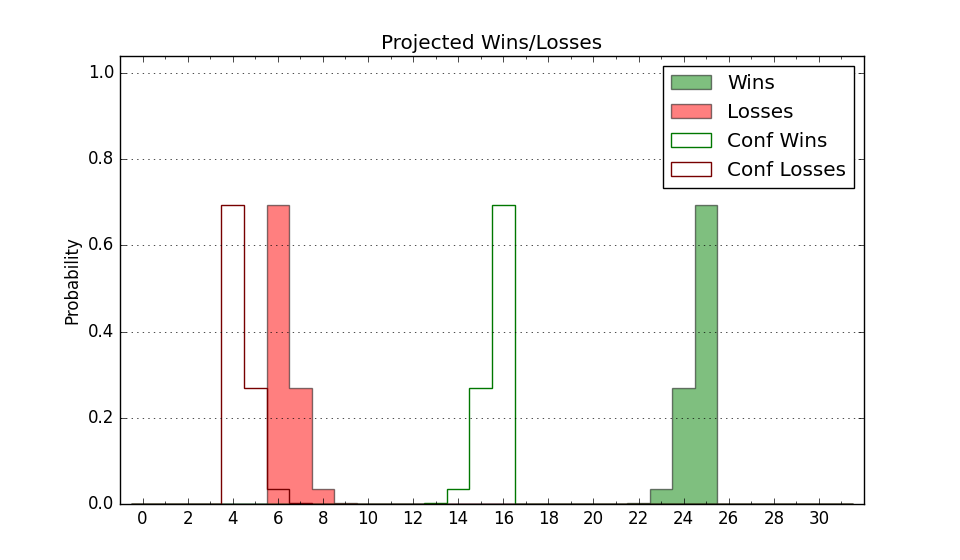 Projected Wins/Losses
1.0
0.8
0.6
0.4
0.2
0.0
Probability
Wins
Losses
Conf Wins
Conf Losses
0 2 4 6 8 10 12 14 16 18 20 22 24 26 28 30